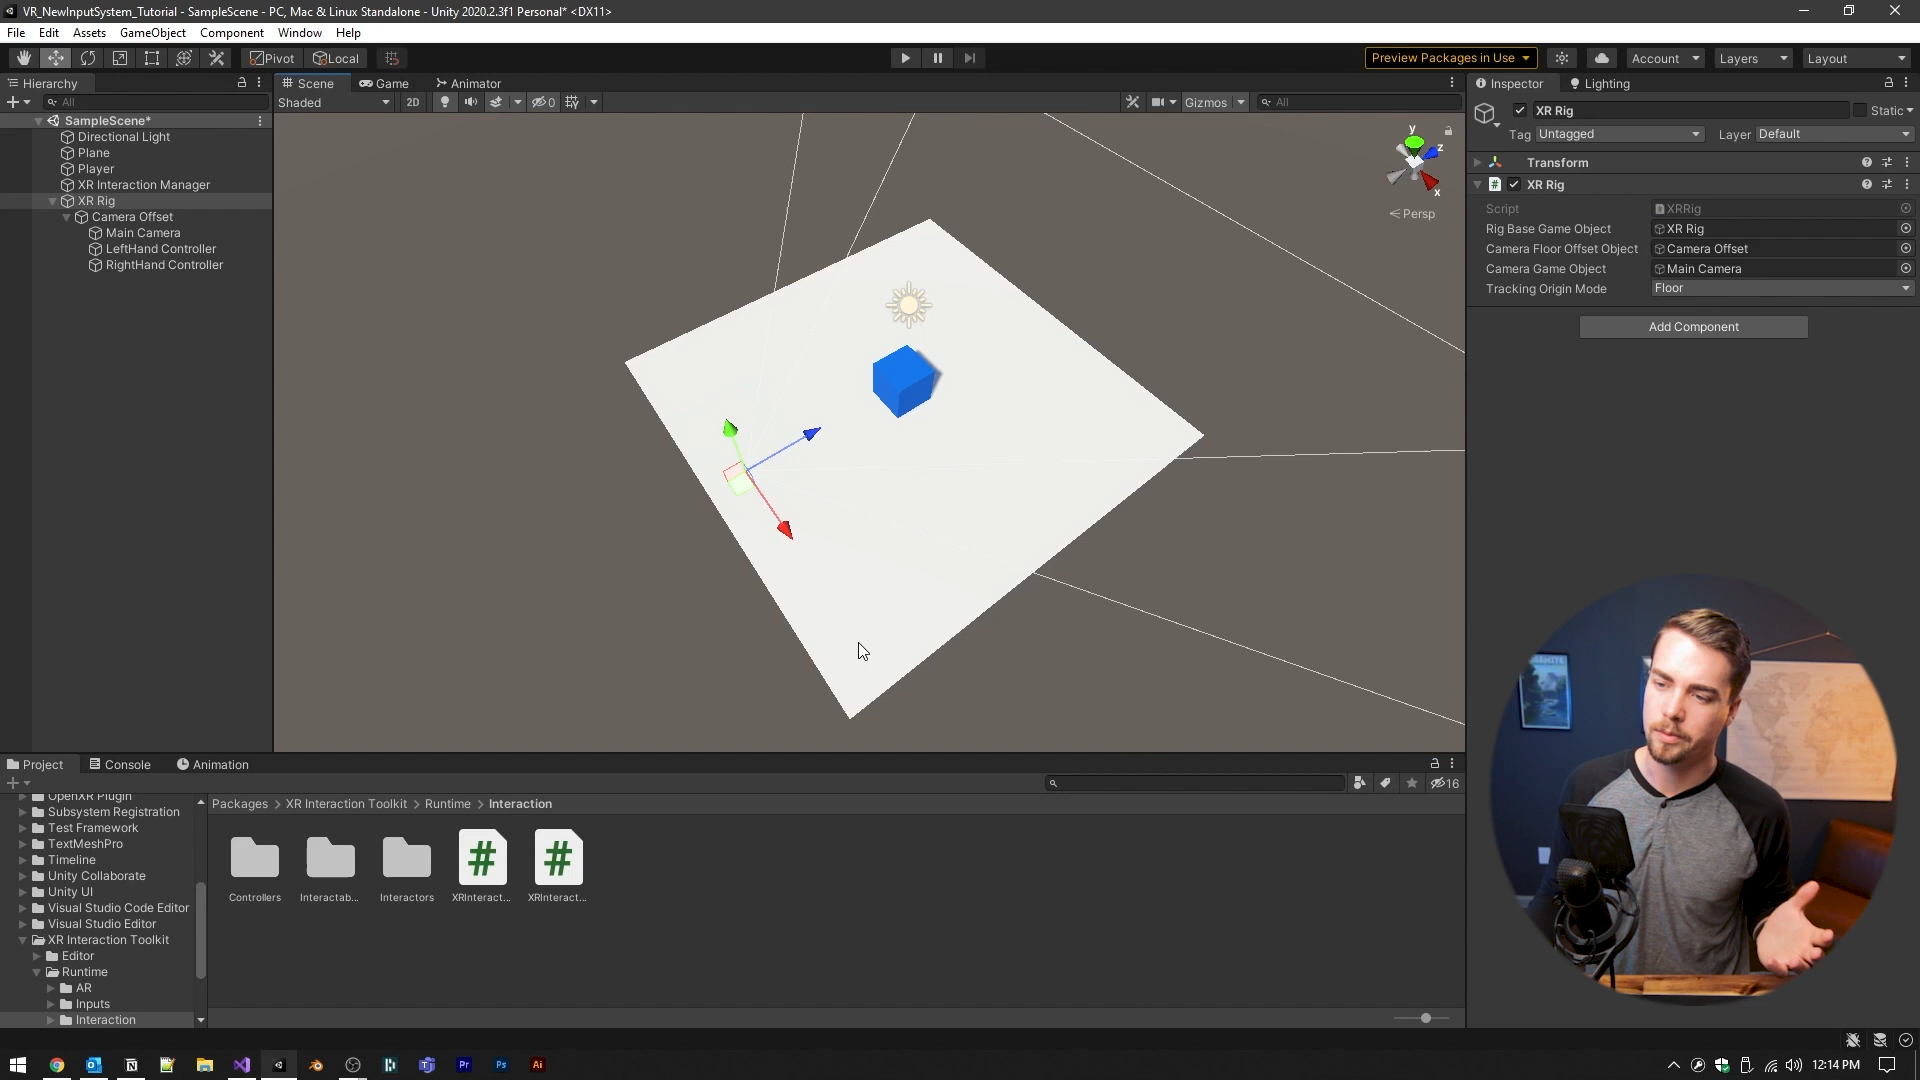 VR_NewInputSystem_Tutorial - SampleScene - PC, Mac & Linux Standalone - Unity 2020.2.3f1 Personal* <DX11>
File Edit Assets GameObject Component Window Help
Pivot Local Preview Packages in Use Account Layers Layout
Hierarchy
All
SampleScene*
Directional Light
Plane
Player
XR Interaction Manager
XR Rig
Camera Offset
Main Camera
LeftHand Controller
RightHand Controller
Scene Game Animator
Shaded 2D 0 Gizmos All
y
z
x
Persp
Inspector Lighting
XR Rig Static
Tag Untagged Layer Default
Transform
# XR Rig
Script XRRig
Rig Base Game Object XR Rig
Camera Floor Offset Object Camera Offset
Camera Game Object Main Camera
Tracking Origin Mode Floor
Add Component
Project Console Animation
16
OpenXR Plugin
Subsystem Registration
Test Framework
TextMeshPro
Timeline
Unity Collaborate
Unity UI
Visual Studio Code Editor
Visual Studio Editor
XR Interaction Toolkit
Editor
Runtime
AR
Inputs
Interaction
Packages > XR Interaction Toolkit > Runtime > Interaction
# #
Controllers Interactab... Interactors XRInteract... XRInteract...
N Pr Ps Ai
12:14 PM